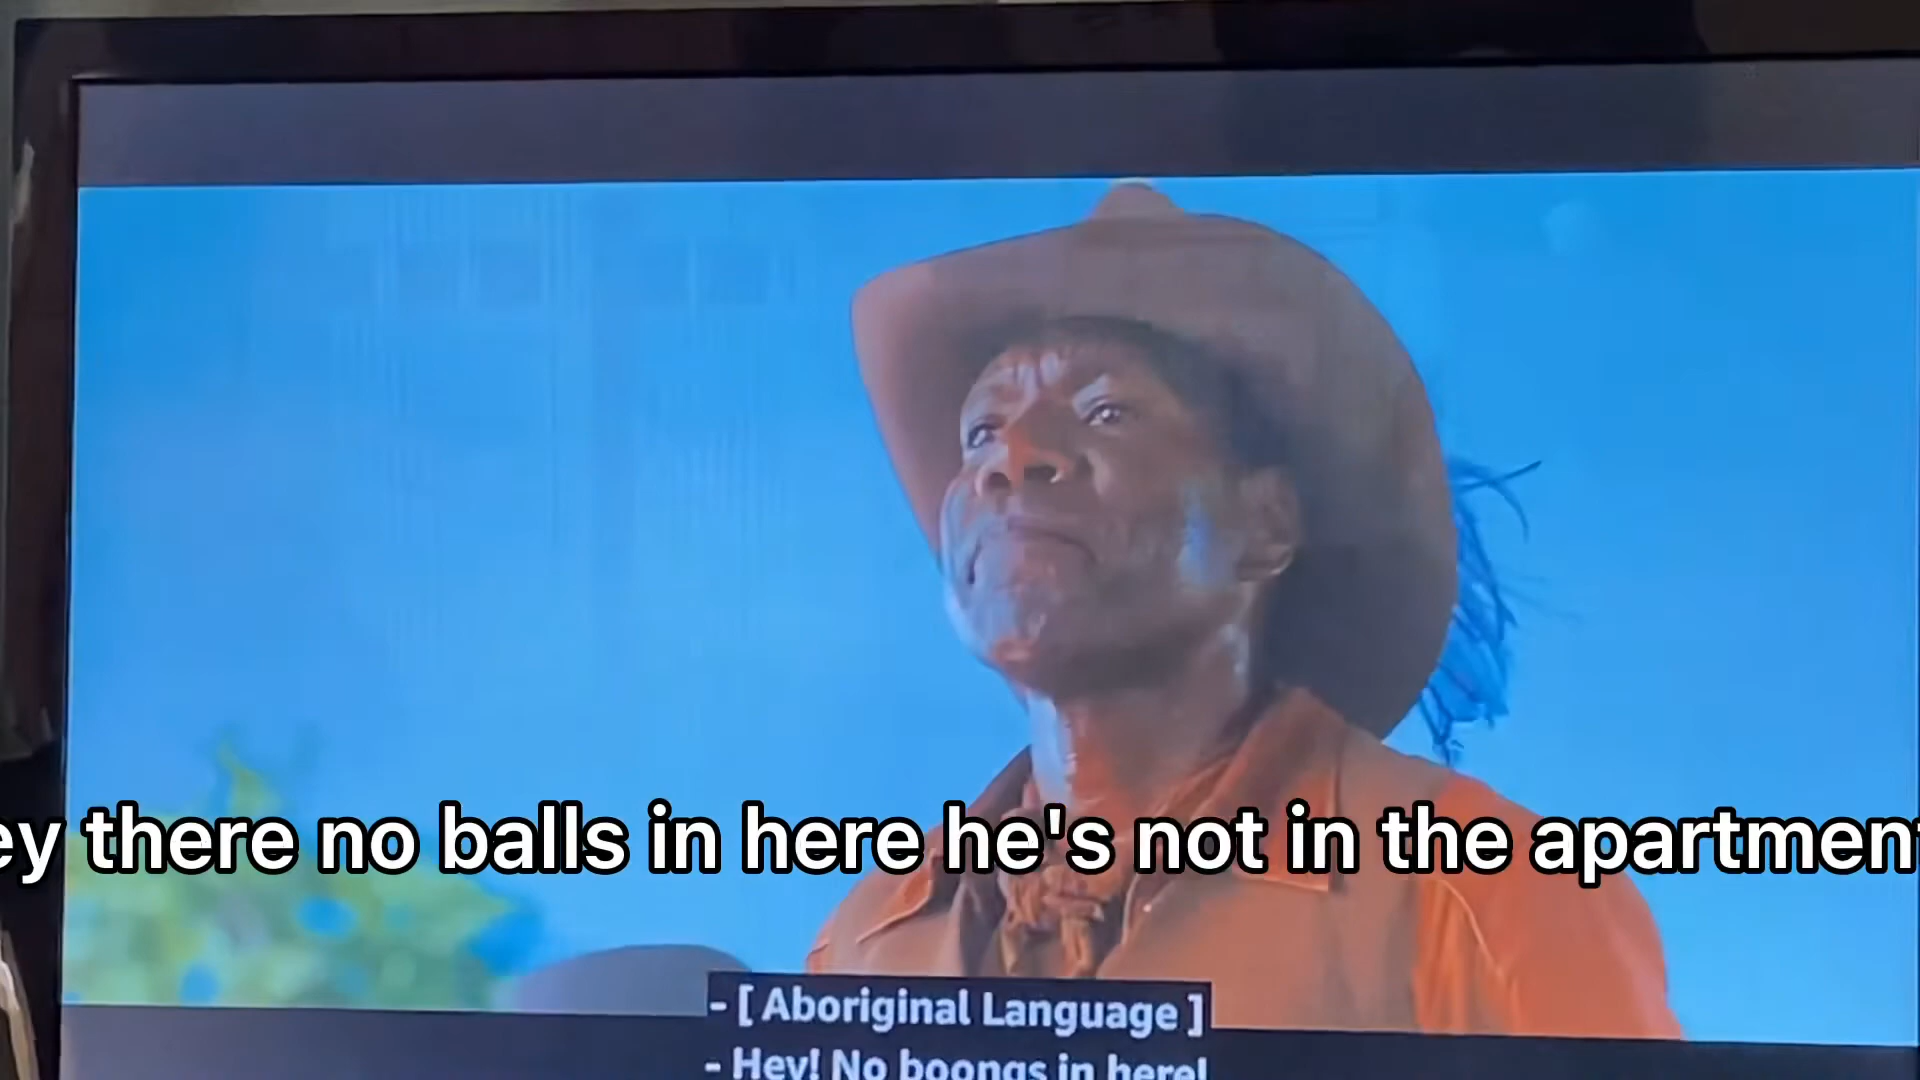 ey there no balls in here he's not in the apartment
- [ Aboriginal Language ]
- Hey! No boongs in here!